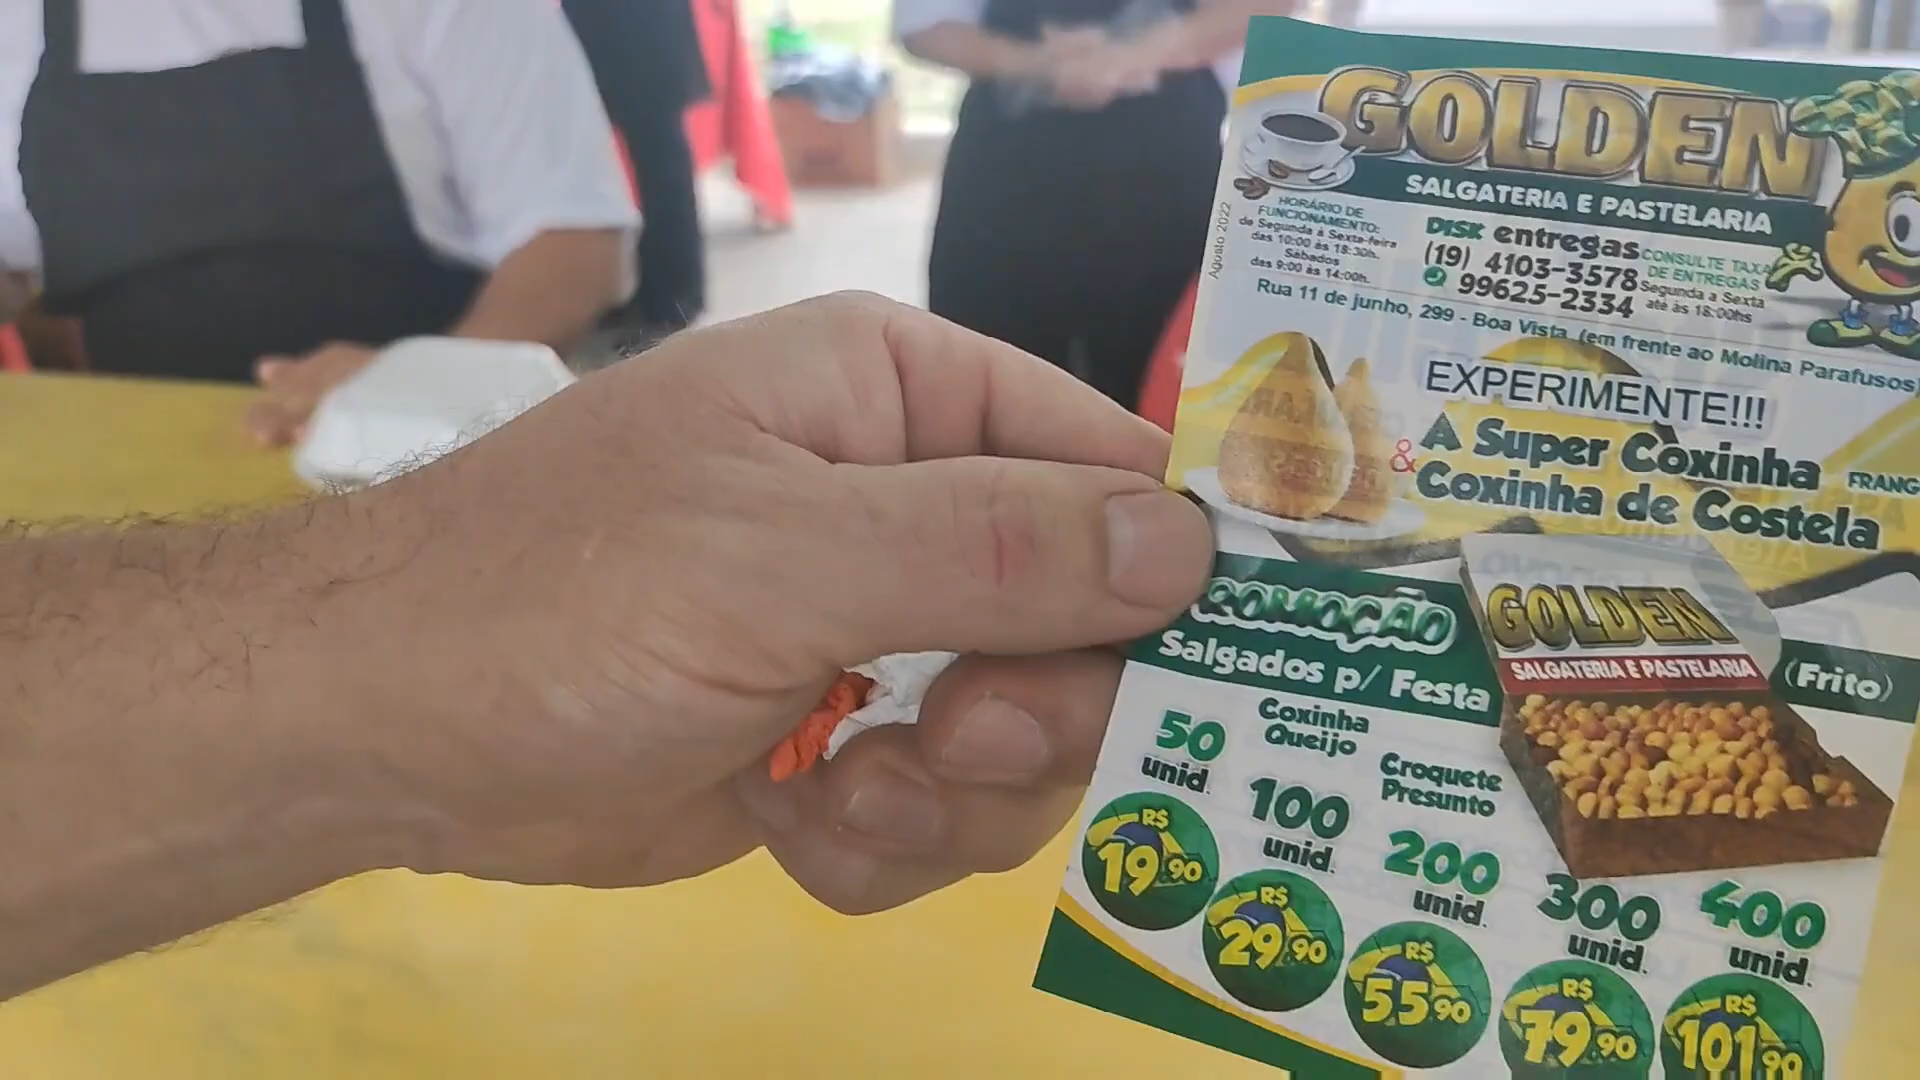 GOLDEN
SALGATERIA E PASTELARIA
Agosto 2022
HORÁRIO DE
FUNCIONAMENTO:
de Segunda à Sexta-feira
das 10:00 às 18:30h.
Sábados
das 9:00 às 14:00h.
DISK entregas
(19) 4103-3578
99625-2334
CONSULTE TAXA
DE ENTREGAS
Segunda a Sexta
até às 18:00hs
Rua 11 de junho, 299 - Boa Vista (em frente ao Molina Parafusos)
EXPERIMENTE!!!
A Super Coxinha
& Coxinha de Costela
PROMOÇÃO
Salgados p/ Festa
GOLDEN
SALGATERIA E PASTELARIA
(Frito)
Coxinha
Queijo
Croquete
Presunto
50
unid.
R$
19,90
100
unid.
R$
29,90
200
unid.
R$
55,90
300
unid.
R$
79,90
400
unid.
R$
101,90